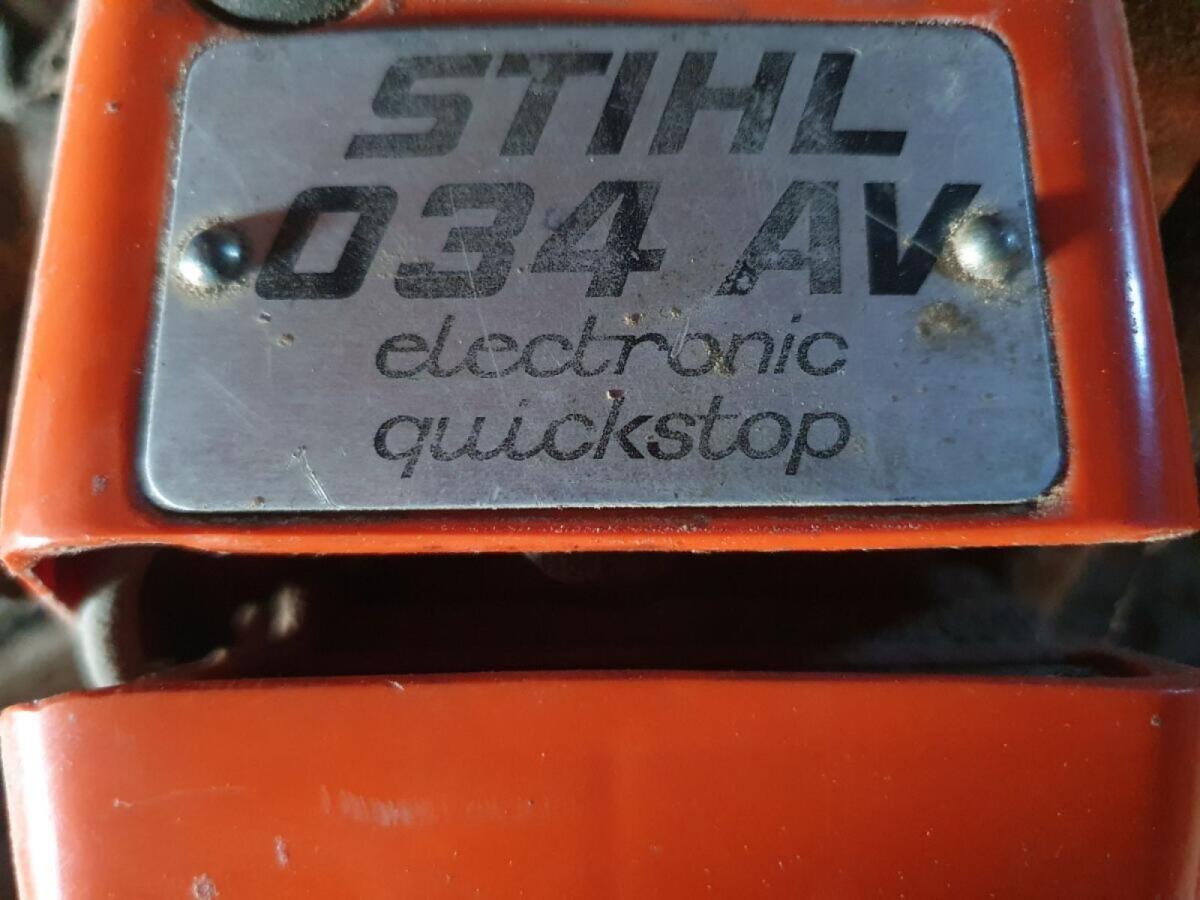 STIHL
034 AV
electronic
quickstop